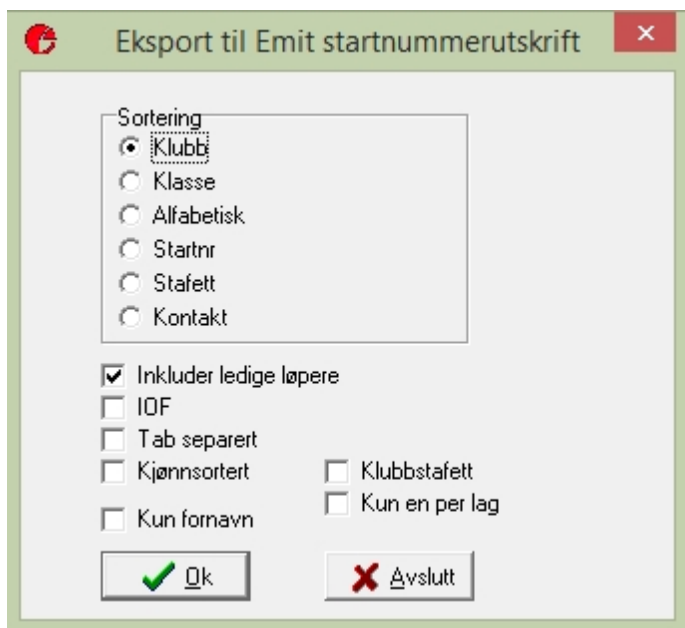 Eksport til Emit startnummerutskrift
Sortering
Klubb
Klasse
Alfabetisk
Startnr
Stafett
Kontakt
Inkluder ledige løpere
IOF
Tab separert
Kjønnsortert
Klubbstafett
Kun en per lag
Kun fornavn
Ok
Avslutt